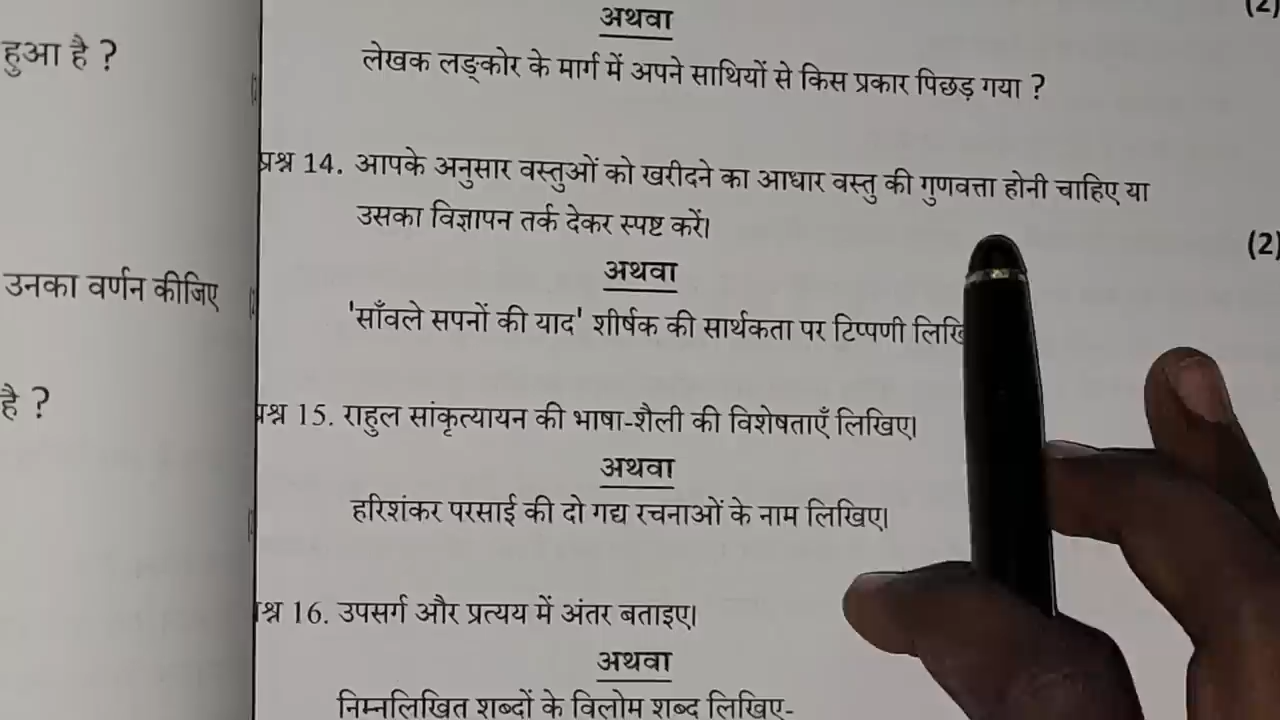 (2)
अथवा
हुआ है ?
लेखक लङ्कोर के मार्ग में अपने साथियों से किस प्रकार पिछड़ गया ?
प्रश्न 14. आपके अनुसार वस्तुओं को खरीदने का आधार वस्तु की गुणवत्ता होनी चाहिए या
उसका विज्ञापन तर्क देकर स्पष्ट करें।
(2)
अथवा
उनका वर्णन कीजिए
'साँवले सपनों की याद' शीर्षक की सार्थकता पर टिप्पणी
है ?
प्रश्न 15. राहुल सांकृत्यायन की भाषा-शैली की विशेषताएँ लिखिए।
अथवा
हरिशंकर परसाई की दो गद्य रचनाओं के नाम लिखिए।
प्रश्न 16. उपसर्ग और प्रत्यय में अंतर बताइए।
अथवा
निम्नलिखित शब्दों के विलोम शब्द लिखिए-